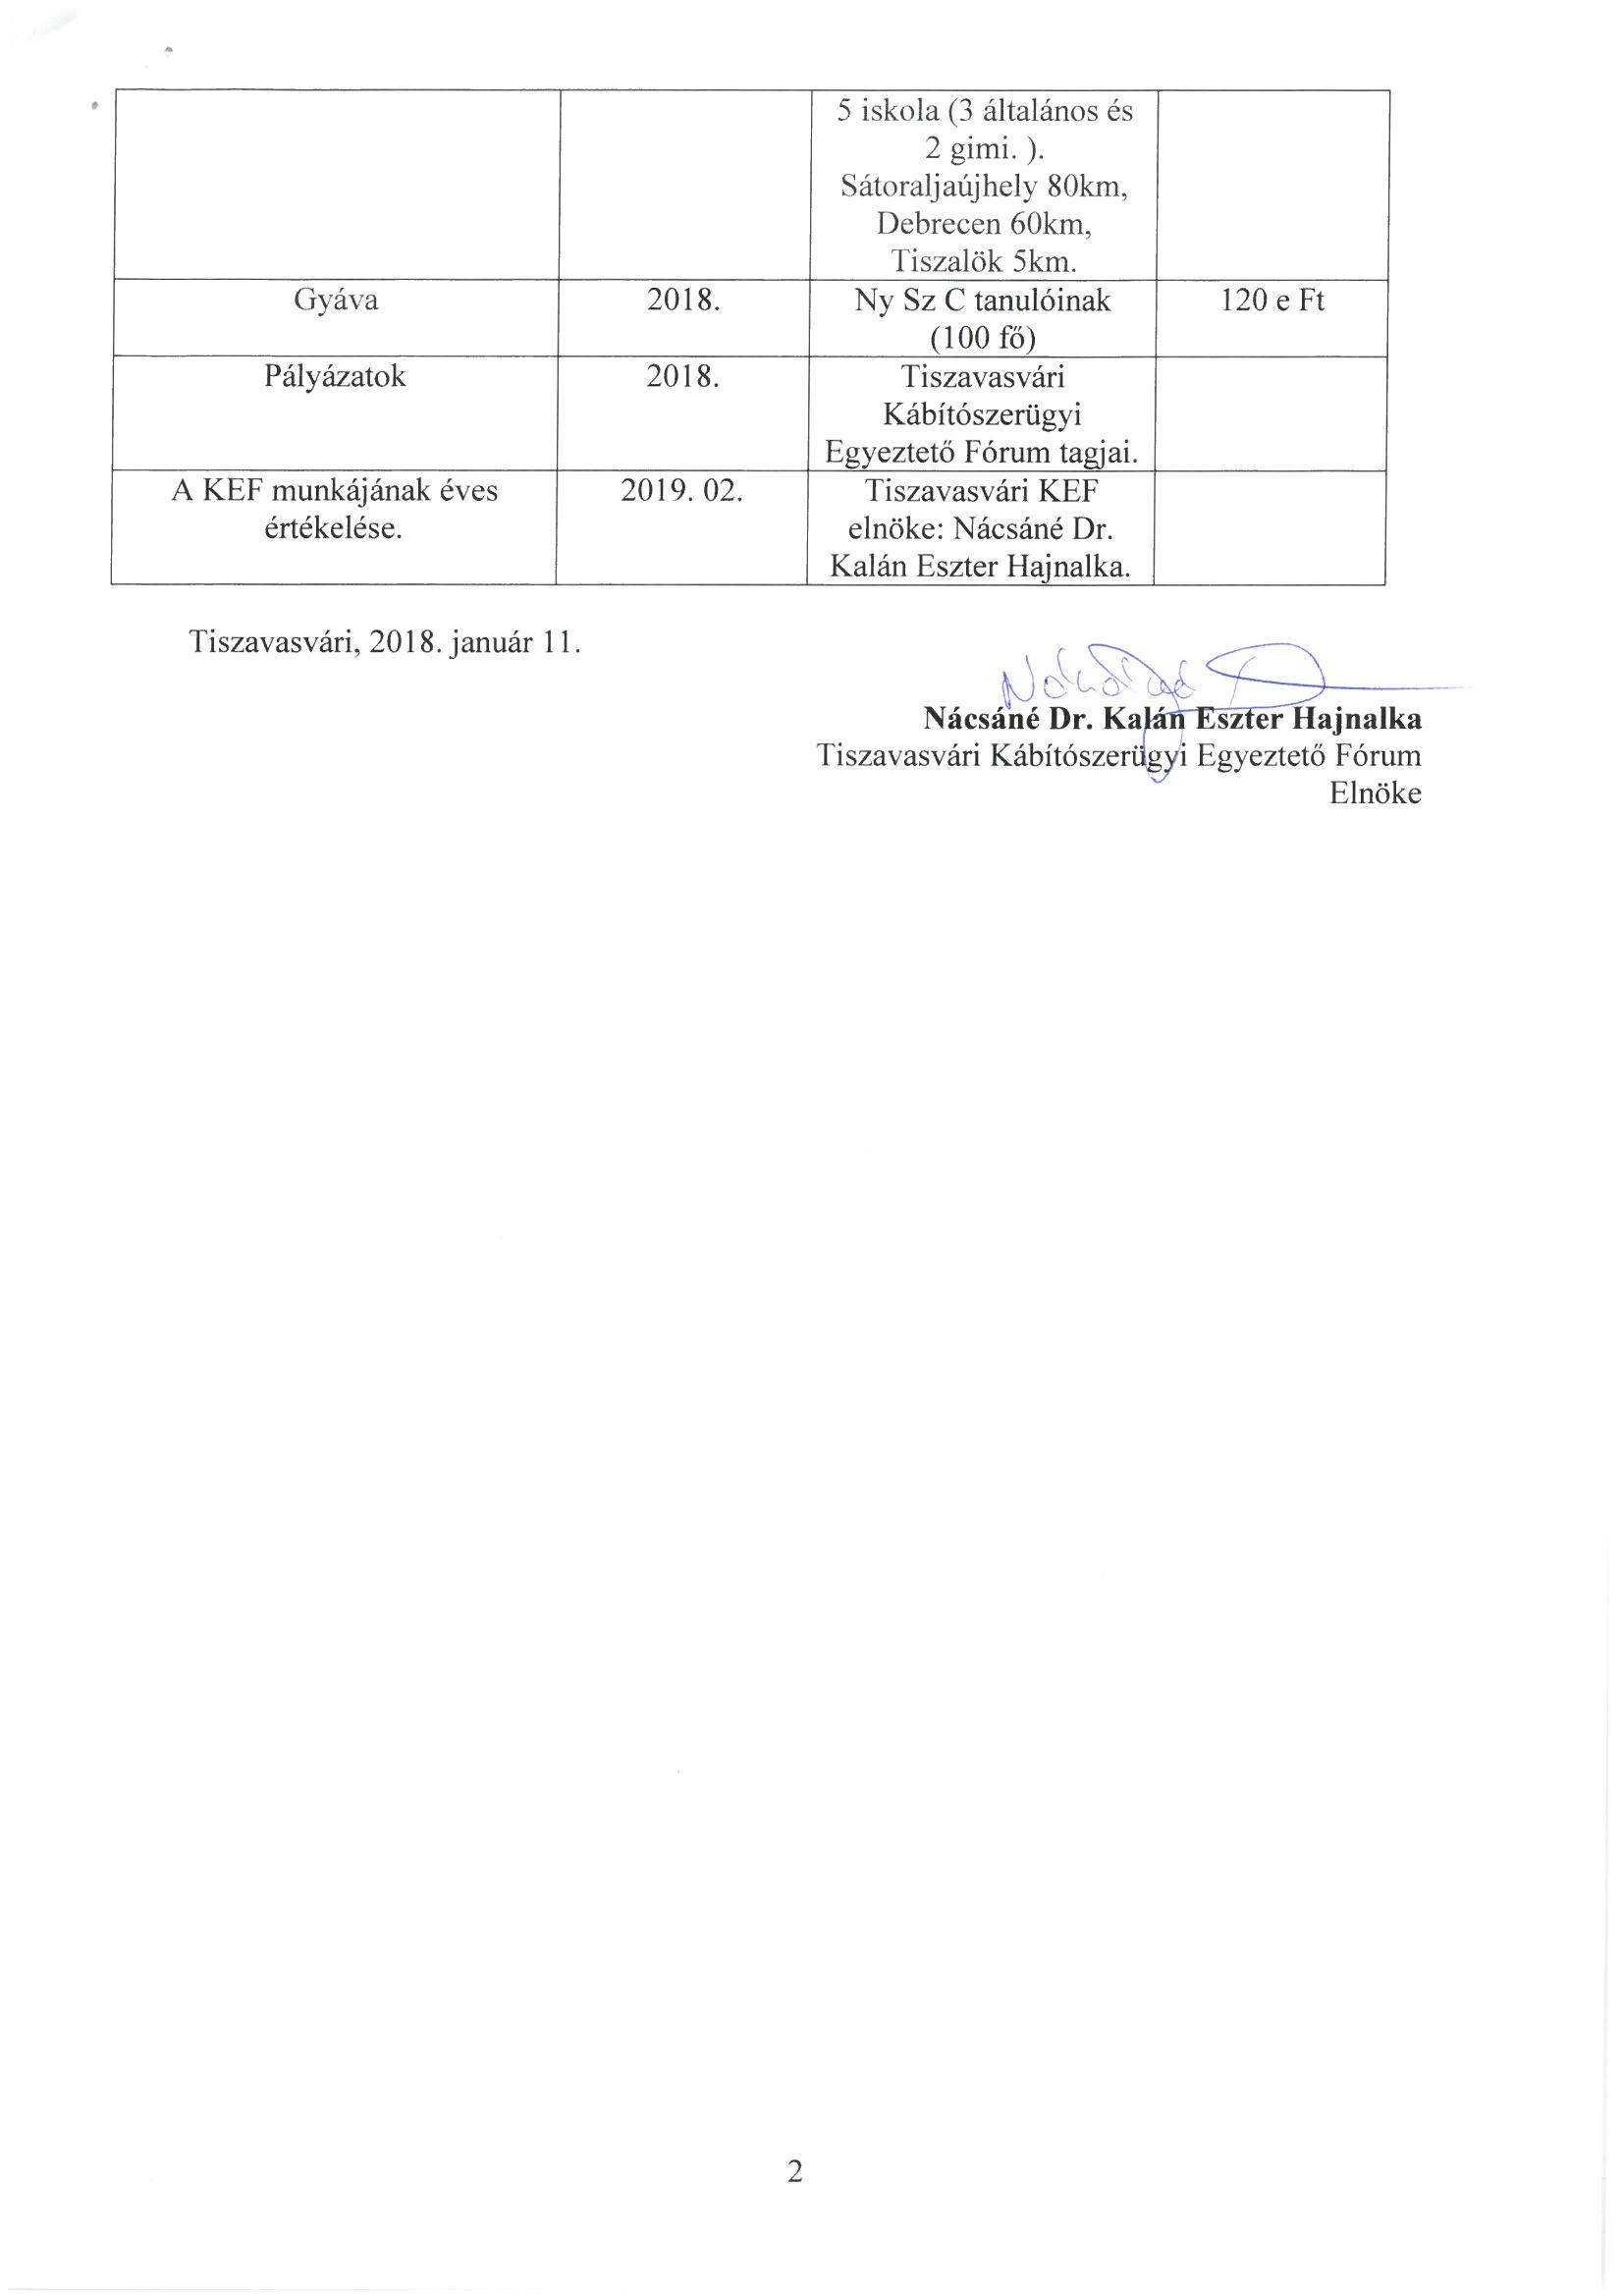 5 iskola (3 általános és
2 gimi. ).
Sátoraljaújhely 80km,
Debrecen 60km,
Tiszalök 5km.
Gyáva 2018. Ny Sz C tanulóinak 120 e Ft
(100 fő)
Pályázatok 2018. Tiszavasvári
Kábítószerügyi
Egyeztető Fórum tagjai.
A KEF munkájának éves 2019. 02. Tiszavasvári KEF
értékelése. elnöke: Nácsáné Dr.
Kalán Eszter Hajnalka.
Tiszavasvári, 2018. január 11.
Nácsáné Dr. Kalán Eszter Hajnalka
Tiszavasvári Kábítószerügyi Egyeztető Fórum
Elnöke
2